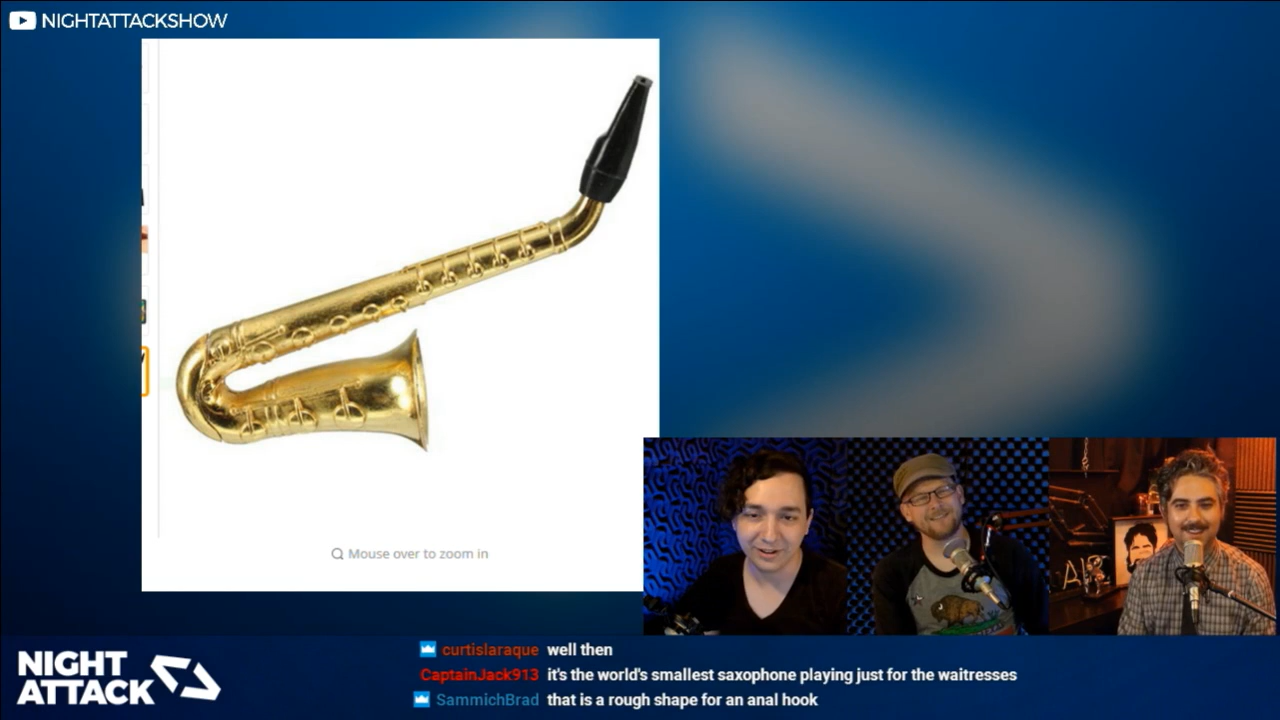 NIGHTATTACKSHOW
Mouse over to zoom in
NIGHT
ATTACK
curtislaraque well then
CaptainJack913 it's the world's smallest saxophone playing just for the waitresses
SammichBrad that is a rough shape for an anal hook